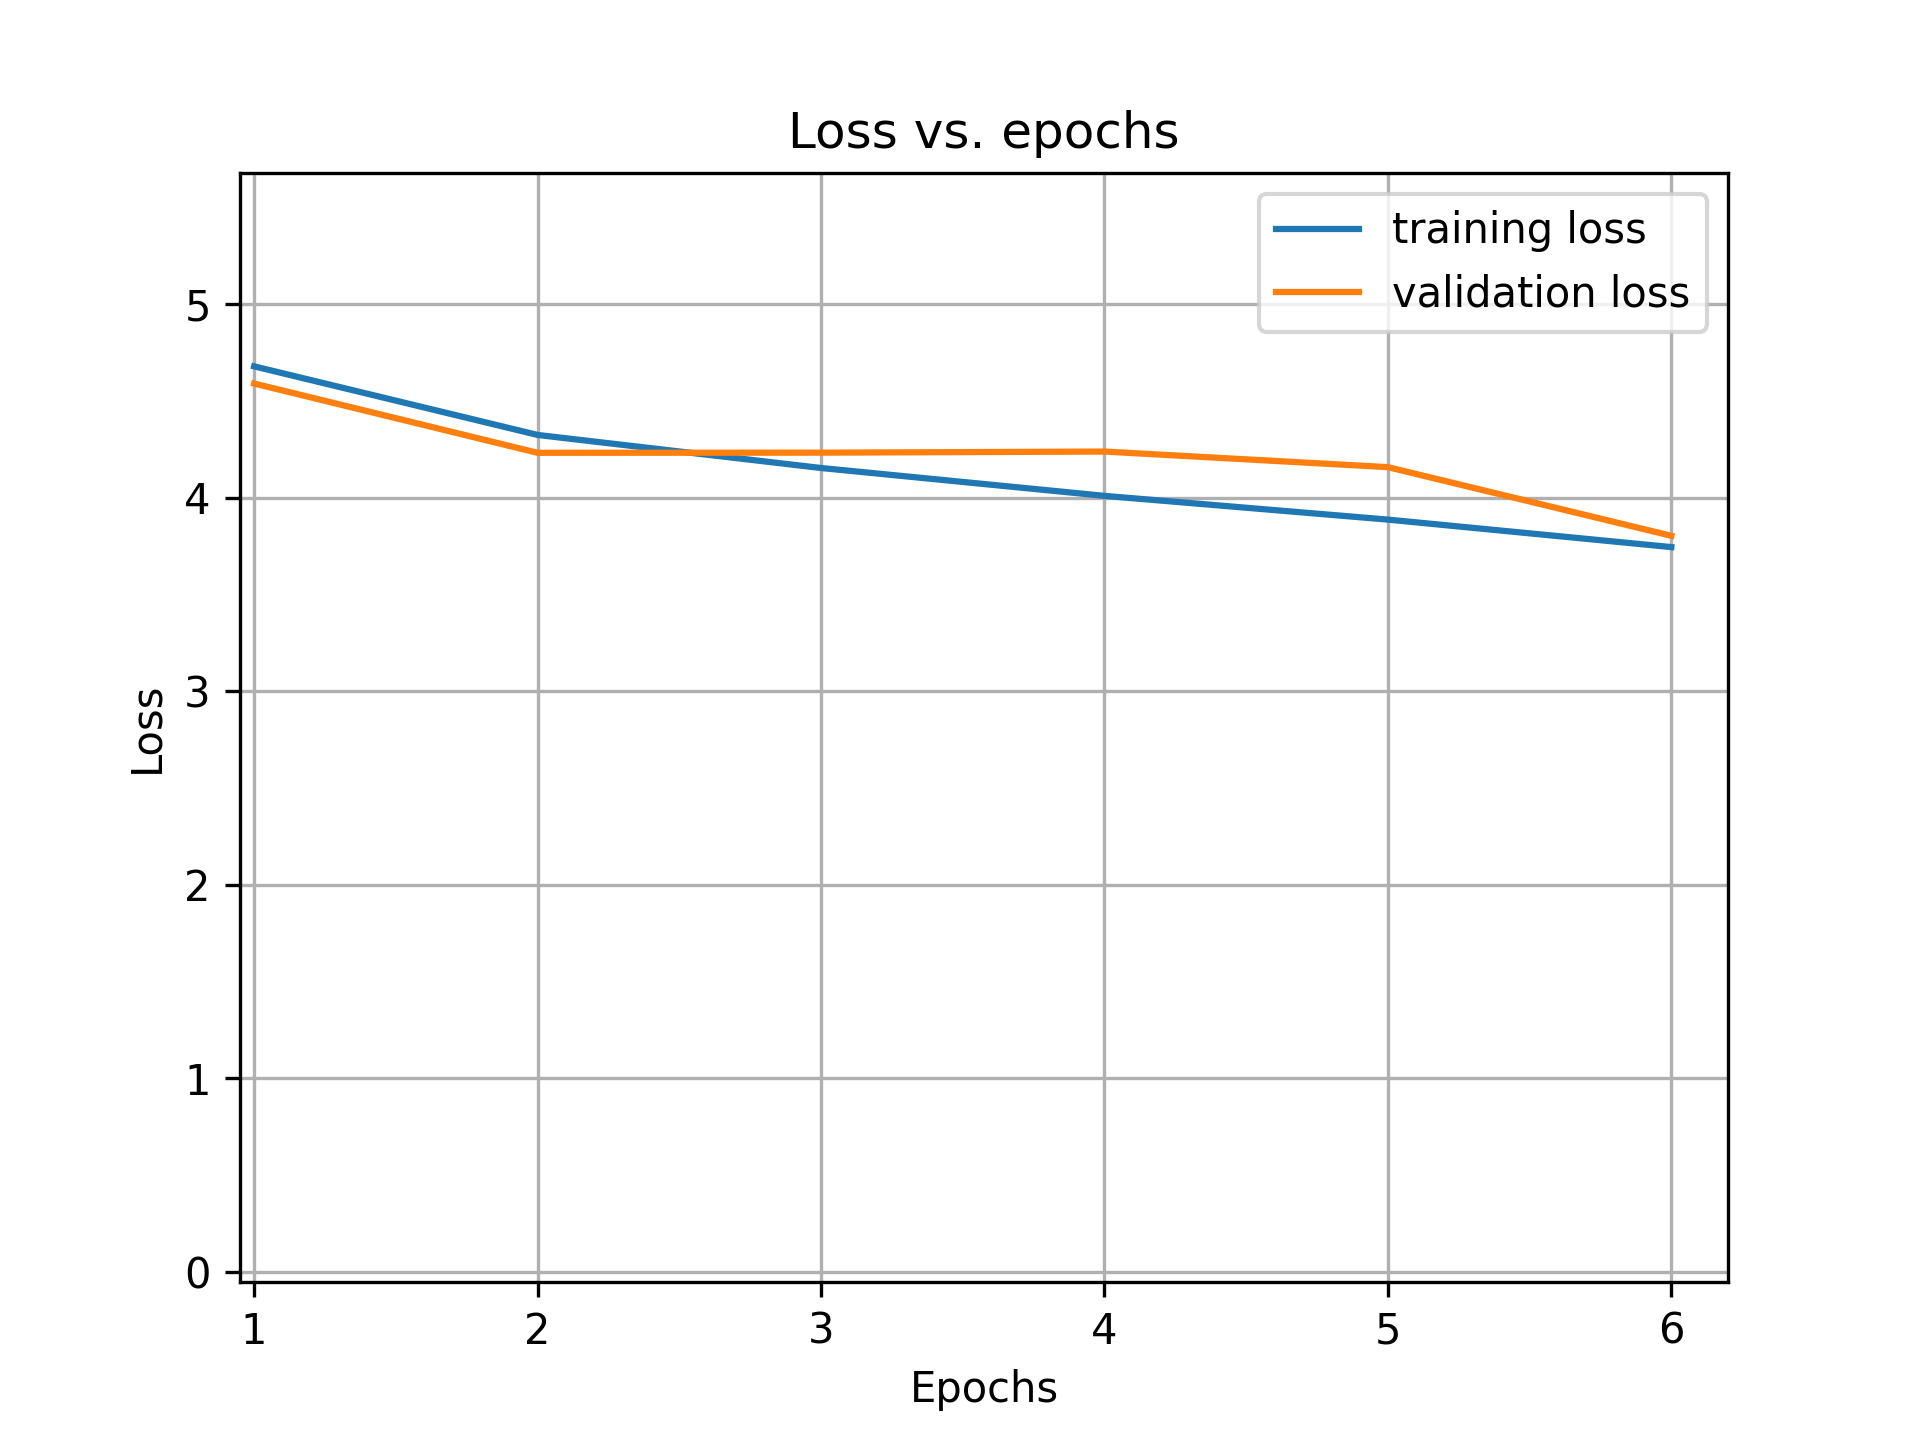 Loss vs. epochs
training loss
validation loss
5
4
3
2
1
0
Loss
1 2 3 4 5 6
Epochs